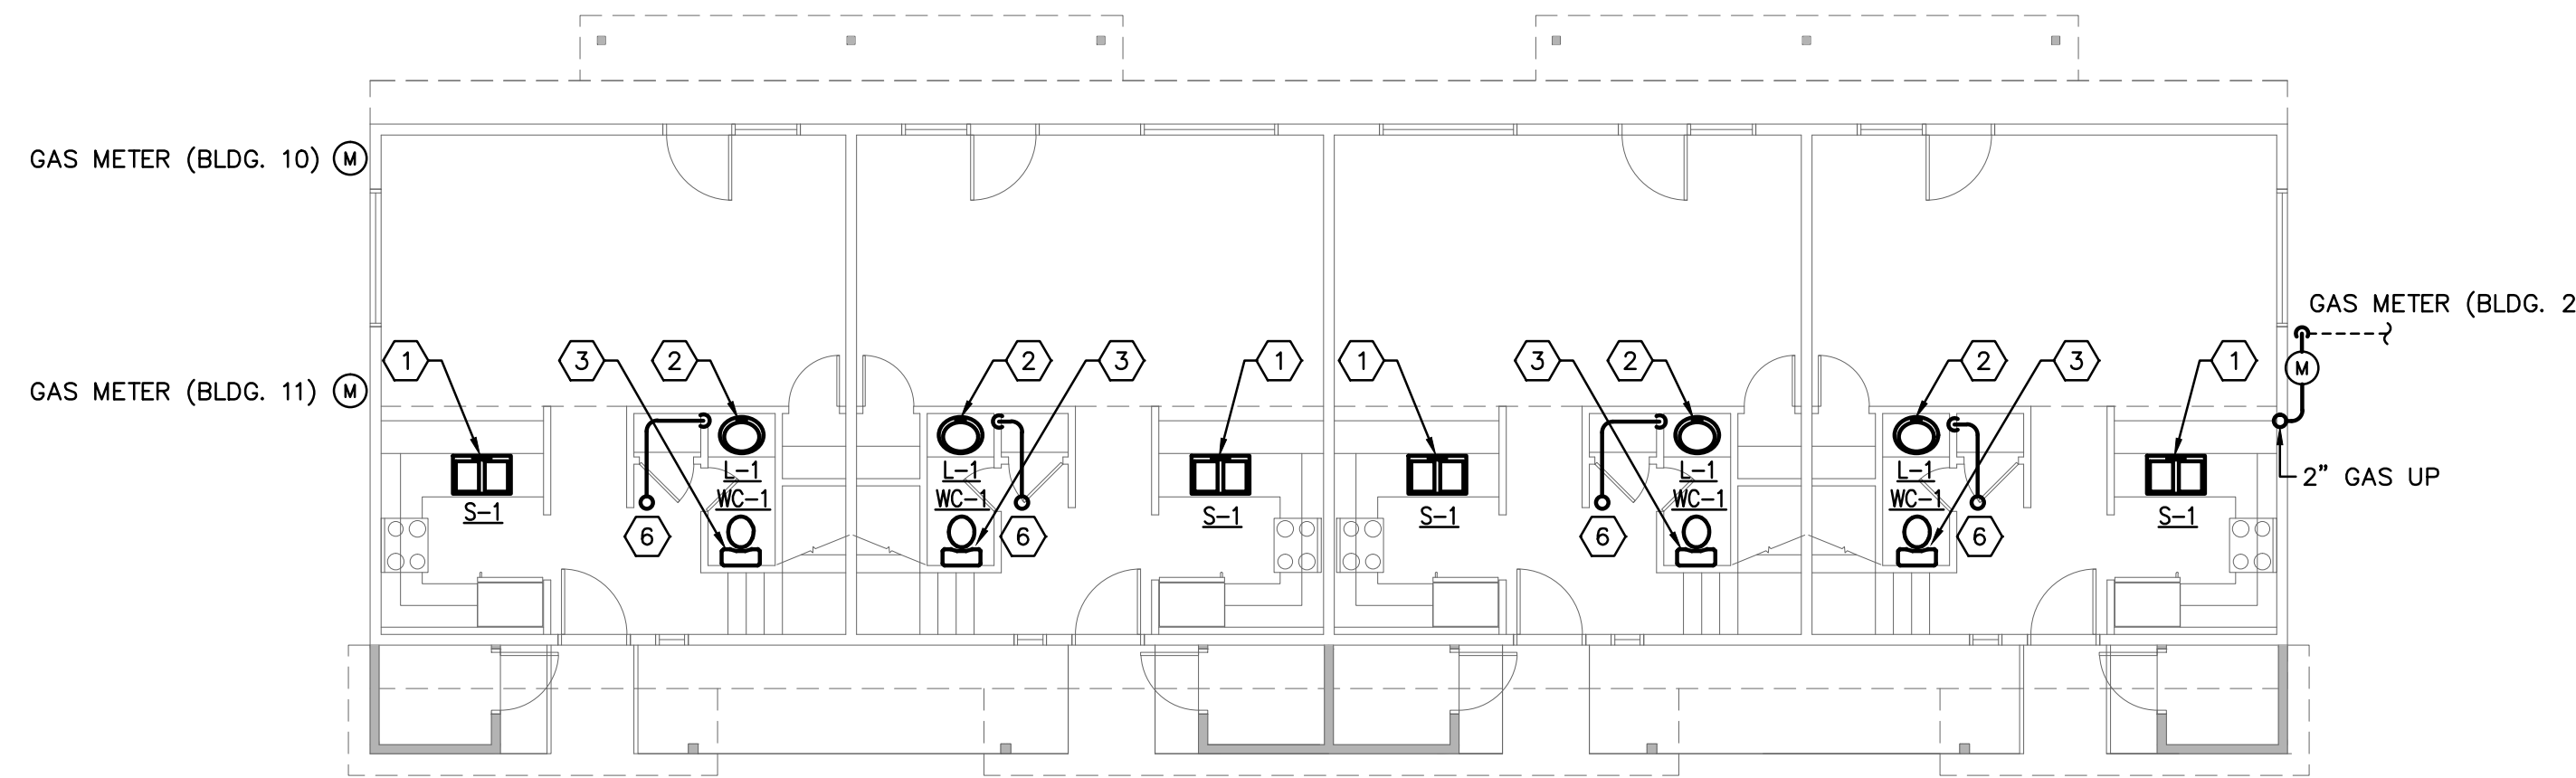 GAS METER (BLDG. 10) M
GAS METER (BLDG. 2
1 3 2 2 3 1 1 3 2 2 3 1
M
GAS METER (BLDG. 11) M
L-1 L-1 L-1 L-1
2" GAS UP
WC-1 WC-1 WC-1 WC-1
S-1 S-1 S-1 S-1
6 6 6 6